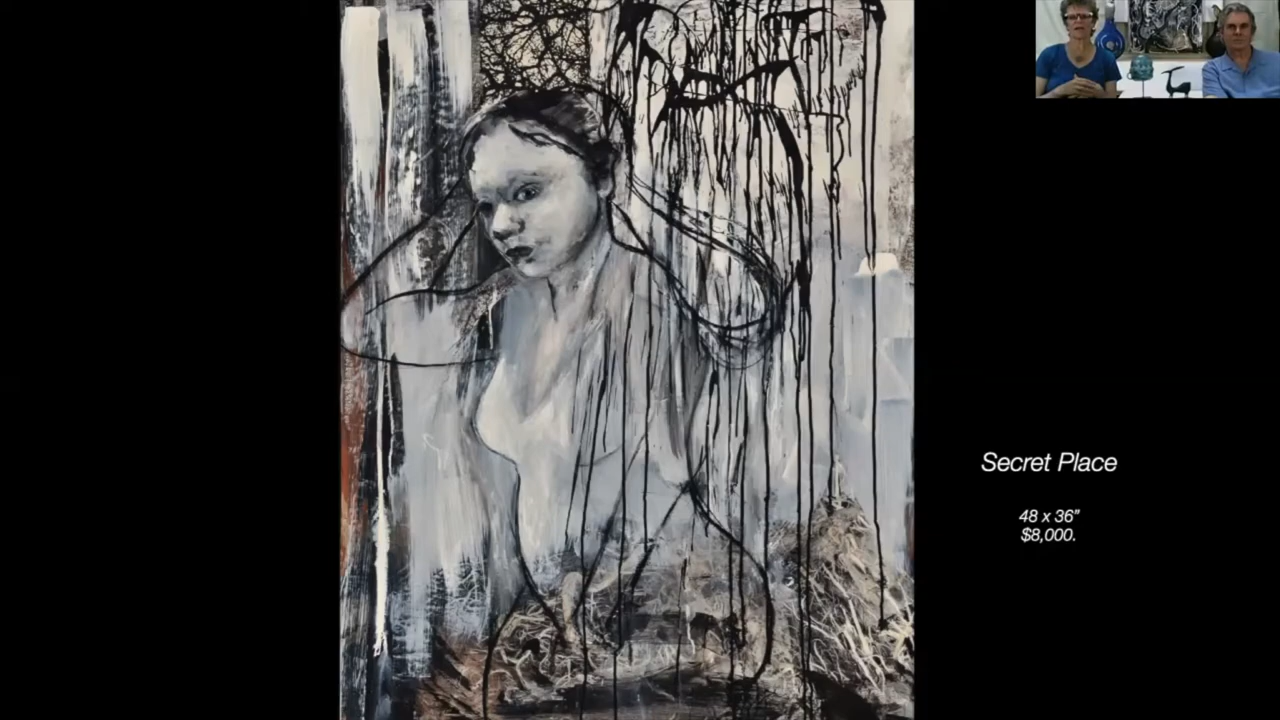 Secret Place
48 x 36"
$8,000.